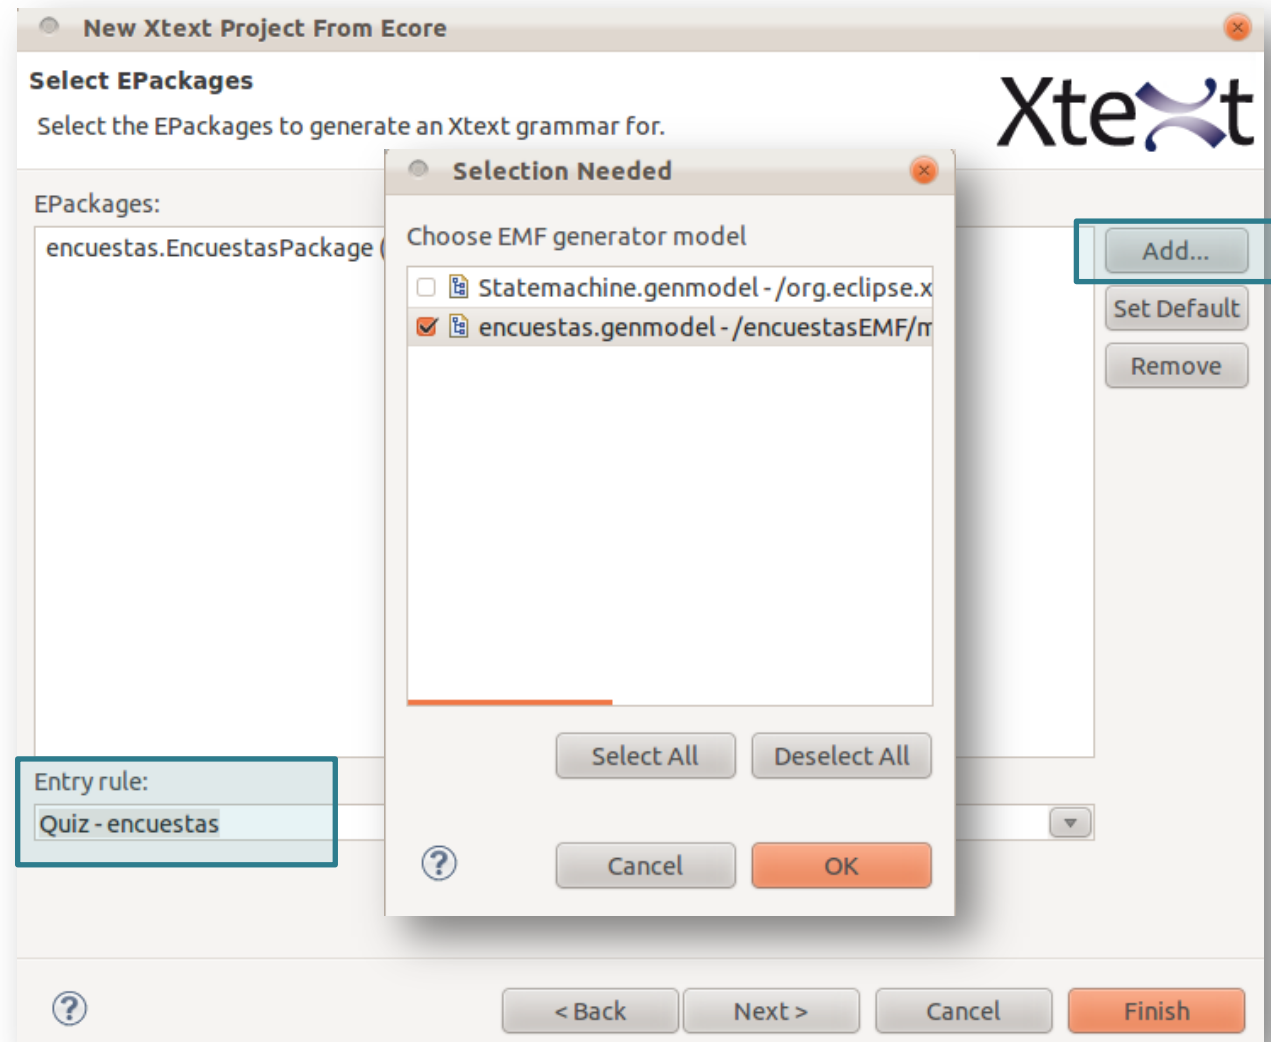 New Xtext Project From Ecore
Select EPackages
Select the EPackages to generate an Xtext grammar for.
Xtext
EPackages:
encuestas.EncuestasPackage (
Add...
Set Default
Remove
Selection Needed
Choose EMF generator model
Statemachine.genmodel - /org.eclipse.x
encuestas.genmodel - /encuestasEMF/m
Select All
Deselect All
Cancel
OK
Entry rule:
Quiz - encuestas
< Back
Next >
Cancel
Finish